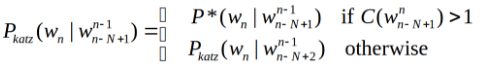 P_katz(w_n | w_{n-N+1}^{n-1}) = { P*(w_n | w_{n-N+1}^{n-1}) if C(w_{n-N+1}^n) > 1
P_katz(w_n | w_{n-N+2}^{n-1}) otherwise